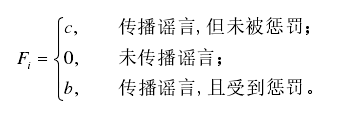 c, 传播谣言,但未被惩罚;
F_i = { 0, 未传播谣言;
b, 传播谣言,且受到惩罚。